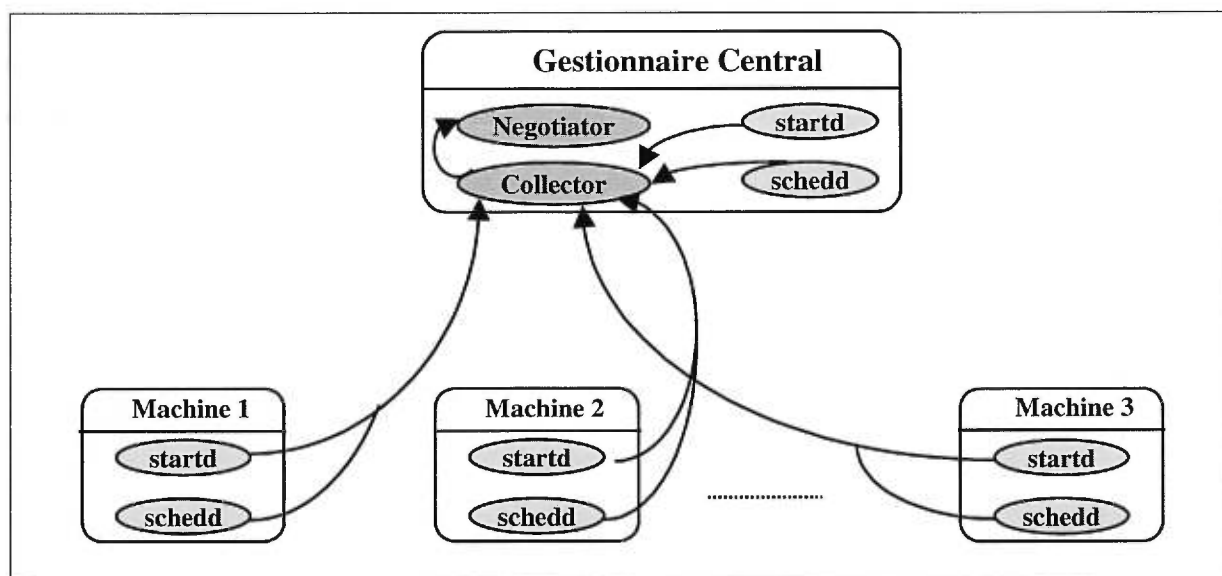 Gestionnaire Central
Negotiator
startd
Collector
schedd
Machine 1
startd
schedd
Machine 2
startd
schedd
Machine 3
startd
schedd